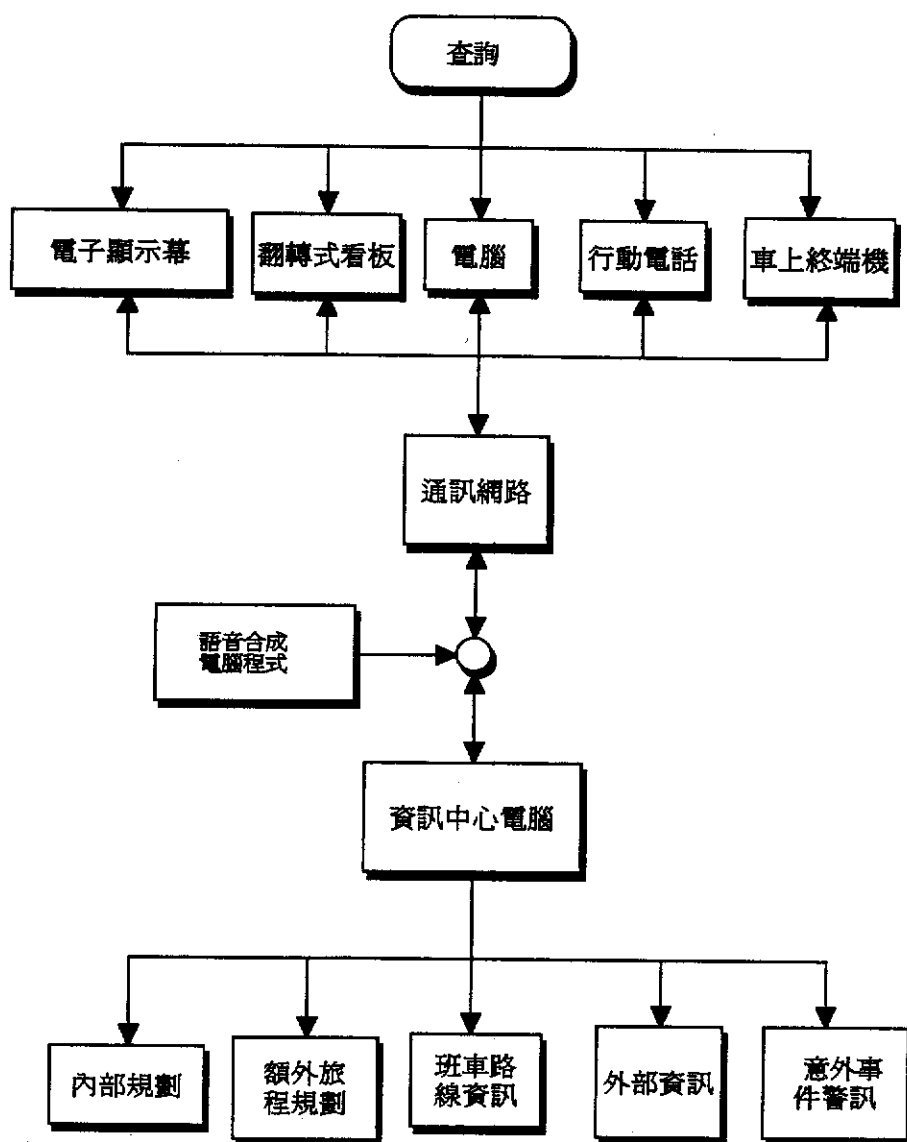 查詢
電子顯示幕
翻轉式看板
電腦
行動電話
車上終端機
通訊網路
語音合成
電腦程式
資訊中心電腦
內部規劃
額外旅
程規劃
班車路
線資訊
外部資訊
意外事
件警訊